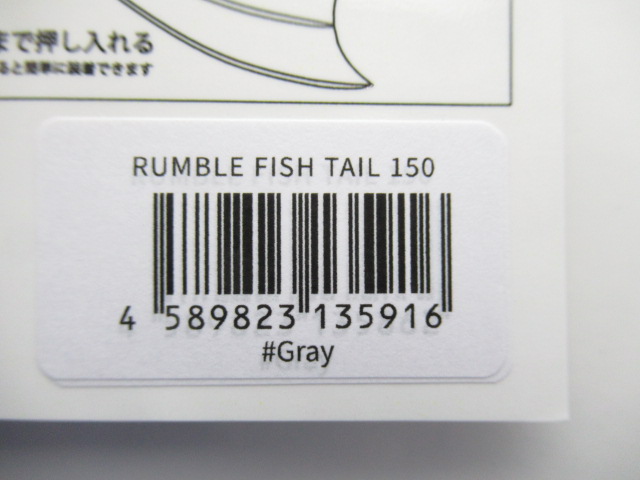 まで押し入れる
ると簡単に装着できます
RUMBLE FISH TAIL 150
4 589823 135916
#Gray